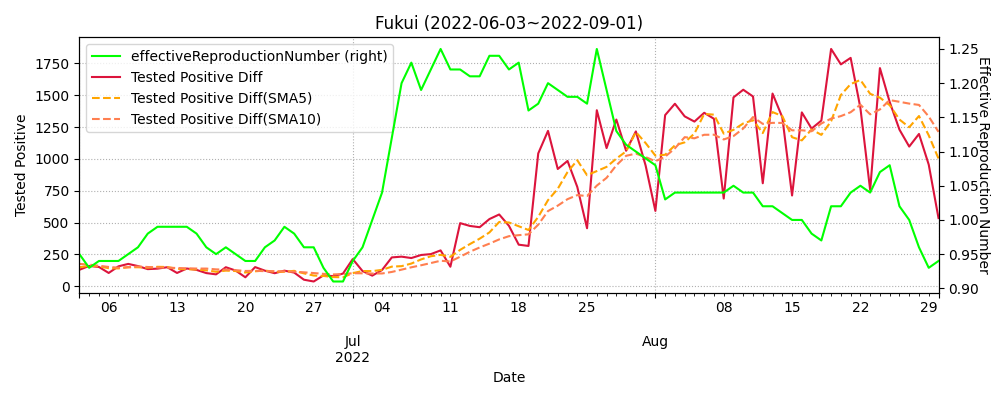 Fukui (2022-06-03~2022-09-01)
effectiveReproductionNumber (right)
Tested Positive Diff
Tested Positive Diff(SMA5)
Tested Positive Diff(SMA10)
Tested Positive
1750
1500
1250
1000
750
500
250
0
1.25
1.20
1.15
1.10
1.05
1.00
0.95
0.90
Effective Reproduction Number
06 13 20 27 04 11 18 25 08 15 22 29
Jul Aug
2022
Date